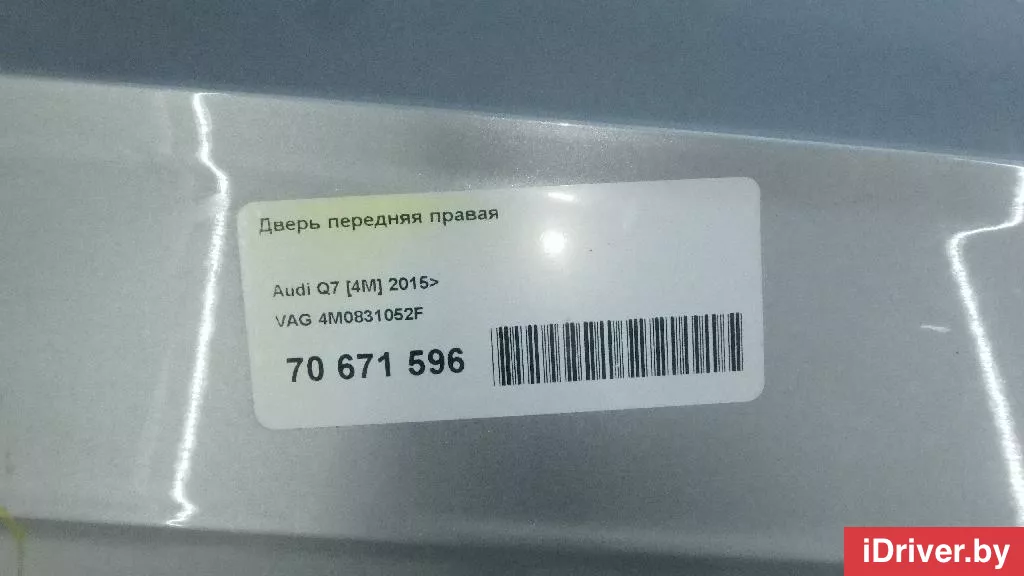 Дверь передняя правая
Audi Q7 [4M] 2015>
VAG 4M0831052F
70 671 596
iDriver.by